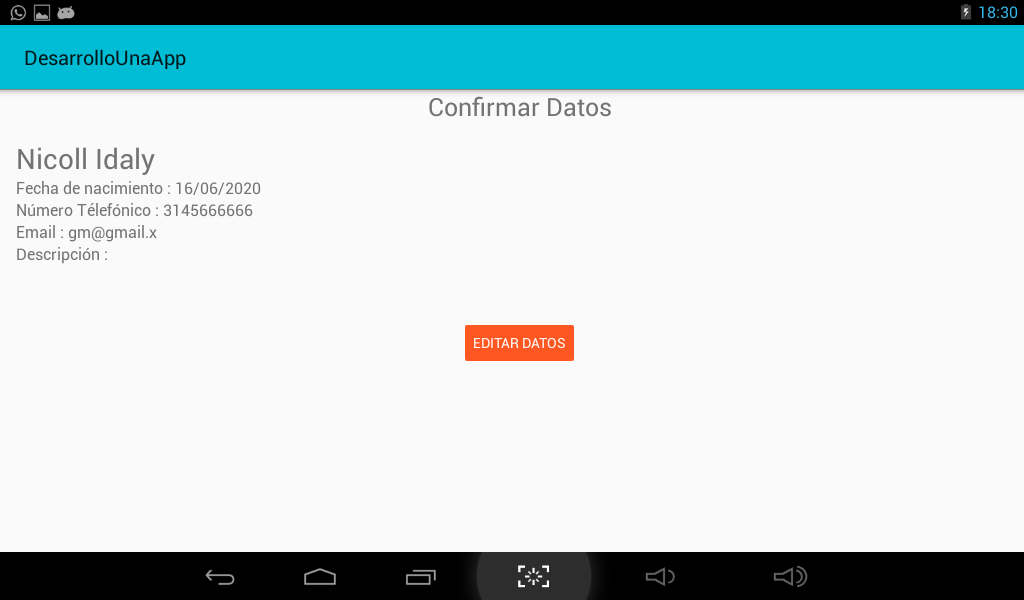 18:30
DesarrolloUnaApp
Confirmar Datos
Nicoll Idaly
Fecha de nacimiento : 16/06/2020
Número Télefónico : 3145666666
Email : gm@gmail.x
Descripción :
EDITAR DATOS